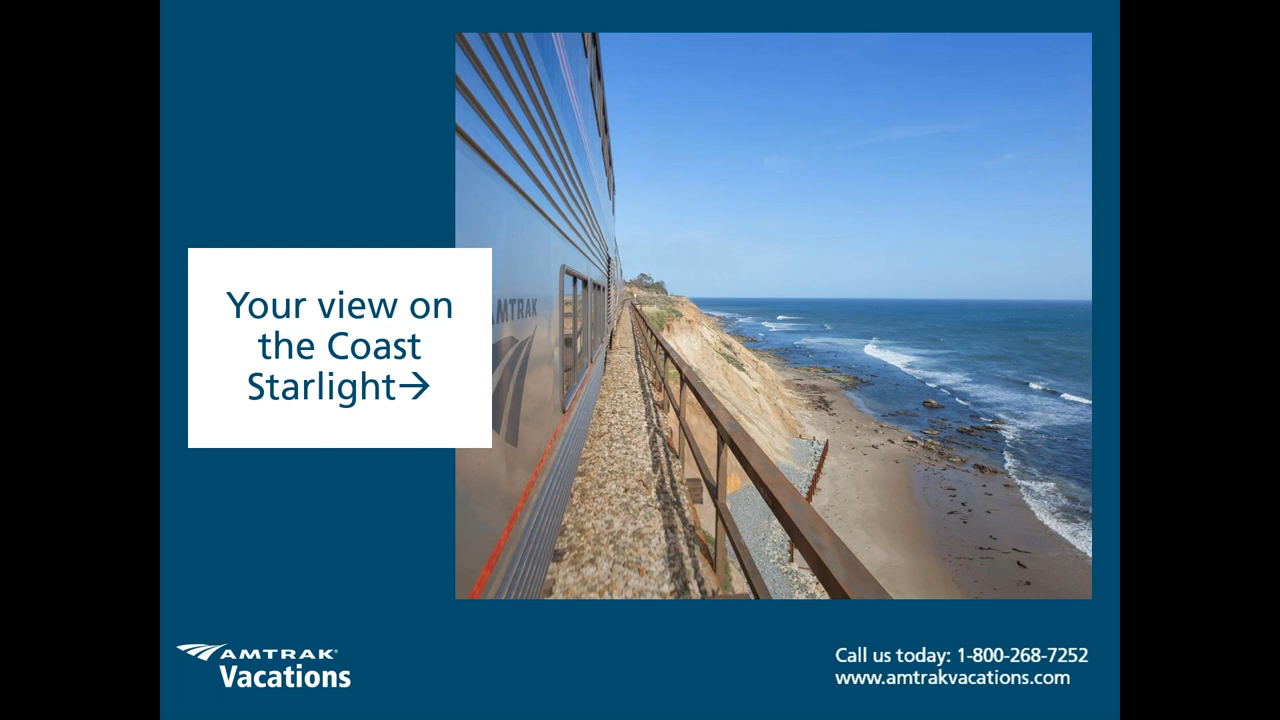 Your view on
the Coast
Starlight→
AMTRAK
AMTRAK®
Vacations
Call us today: 1-800-268-7252
www.amtrakvacations.com